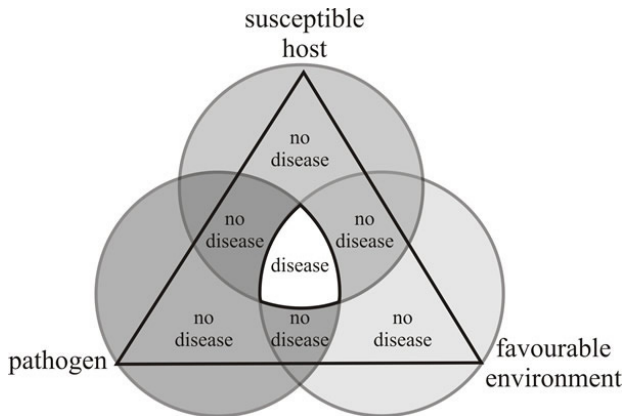 susceptible
host
no
disease
no
disease
no
disease
disease
no
disease
no
disease
no
disease
pathogen
favourable
environment